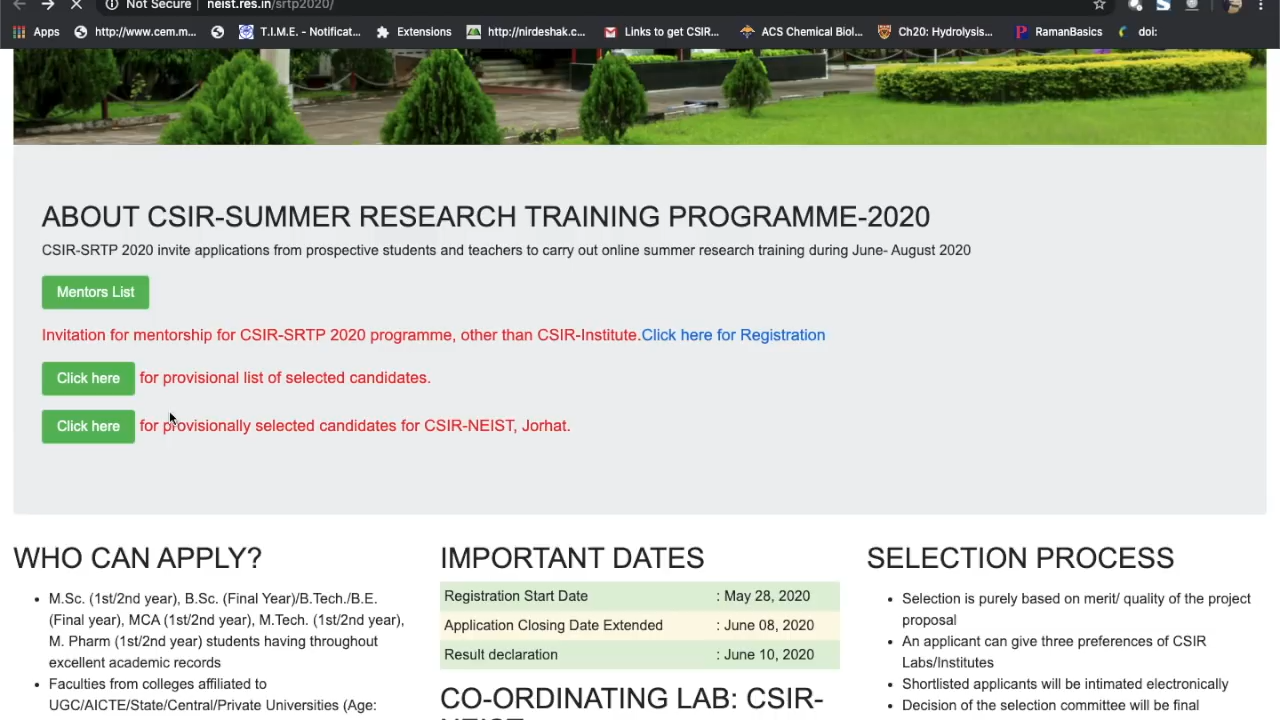 Not Secure | neist.res.in/srtp2020/
Apps http://www.cem.m... T.I.M.E. - Notificat... Extensions http://nirdeshak.c... Links to get CSIR... ACS Chemical Biol... Ch20: Hydrolysis... RamanBasics doi:
ABOUT CSIR-SUMMER RESEARCH TRAINING PROGRAMME-2020
CSIR-SRTP 2020 invite applications from prospective students and teachers to carry out online summer research training during June- August 2020
Mentors List
Invitation for mentorship for CSIR-SRTP 2020 programme, other than CSIR-Institute.Click here for Registration
Click here for provisional list of selected candidates.
Click here for provisionally selected candidates for CSIR-NEIST, Jorhat.
WHO CAN APPLY?
M.Sc. (1st/2nd year), B.Sc. (Final Year)/B.Tech./B.E.
(Final year), MCA (1st/2nd year), M.Tech. (1st/2nd year),
M. Pharm (1st/2nd year) students having throughout
excellent academic records
Faculties from colleges affiliated to
UGC/AICTE/State/Central/Private Universities (Age:
IMPORTANT DATES
Registration Start Date : May 28, 2020
Application Closing Date Extended : June 08, 2020
Result declaration : June 10, 2020
CO-ORDINATING LAB: CSIR-
NEIST
SELECTION PROCESS
Selection is purely based on merit/ quality of the project
proposal
An applicant can give three preferences of CSIR
Labs/Institutes
Shortlisted applicants will be intimated electronically
Decision of the selection committee will be final